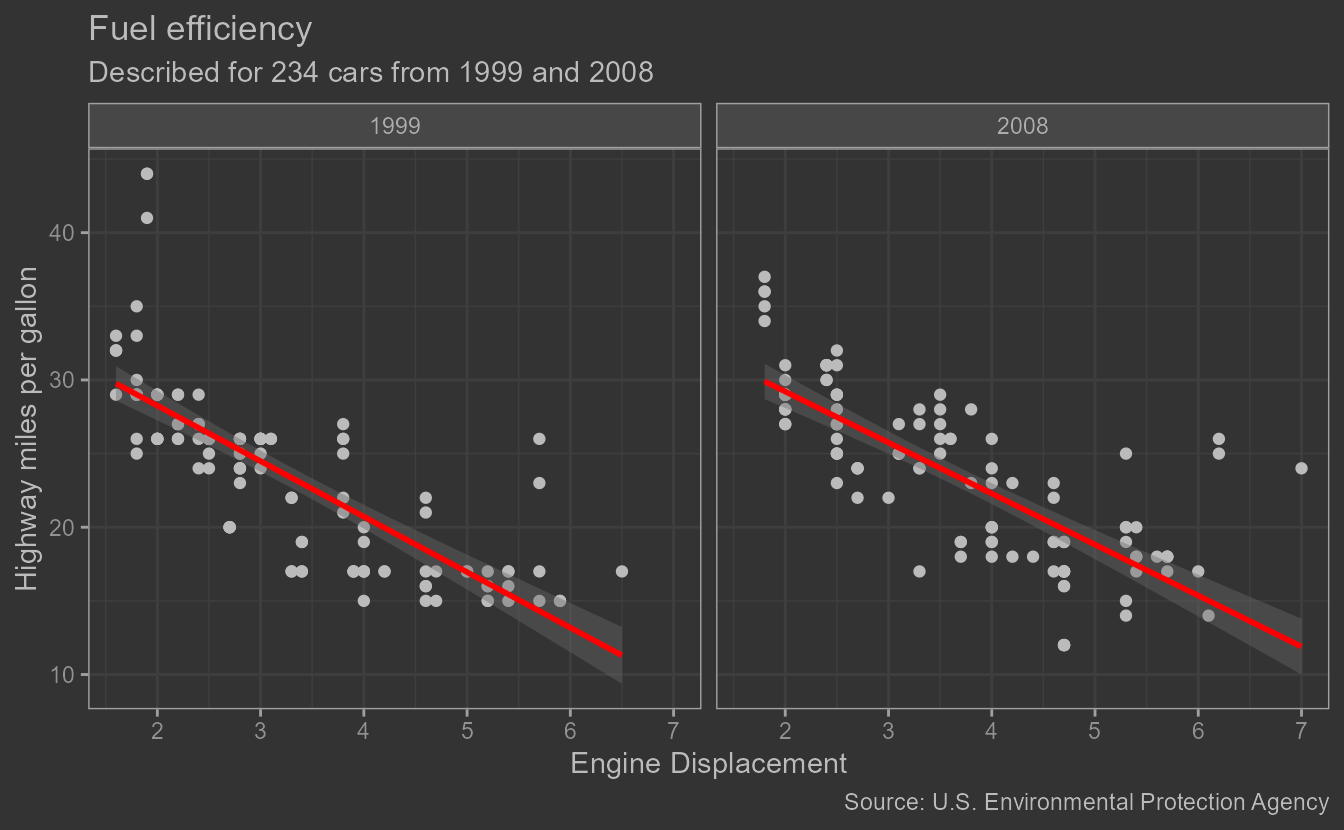 Fuel efficiency
Described for 234 cars from 1999 and 2008
1999
2008
Highway miles per gallon
40
30
20
10
2 3 4 5 6 7
2 3 4 5 6 7
Engine Displacement
Source: U.S. Environmental Protection Agency